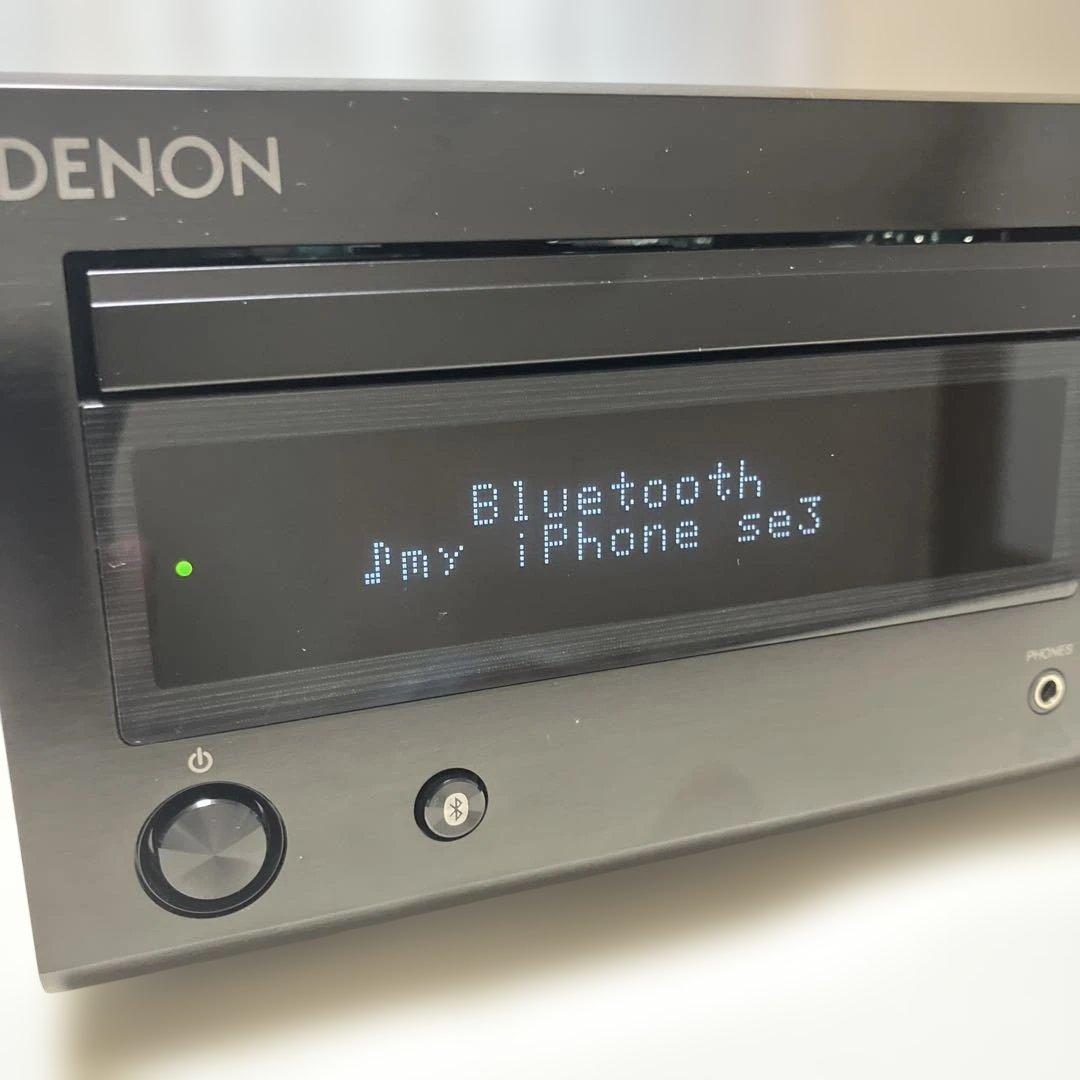 DENON
Bluetooth
♪my iPhone se3
PHONES